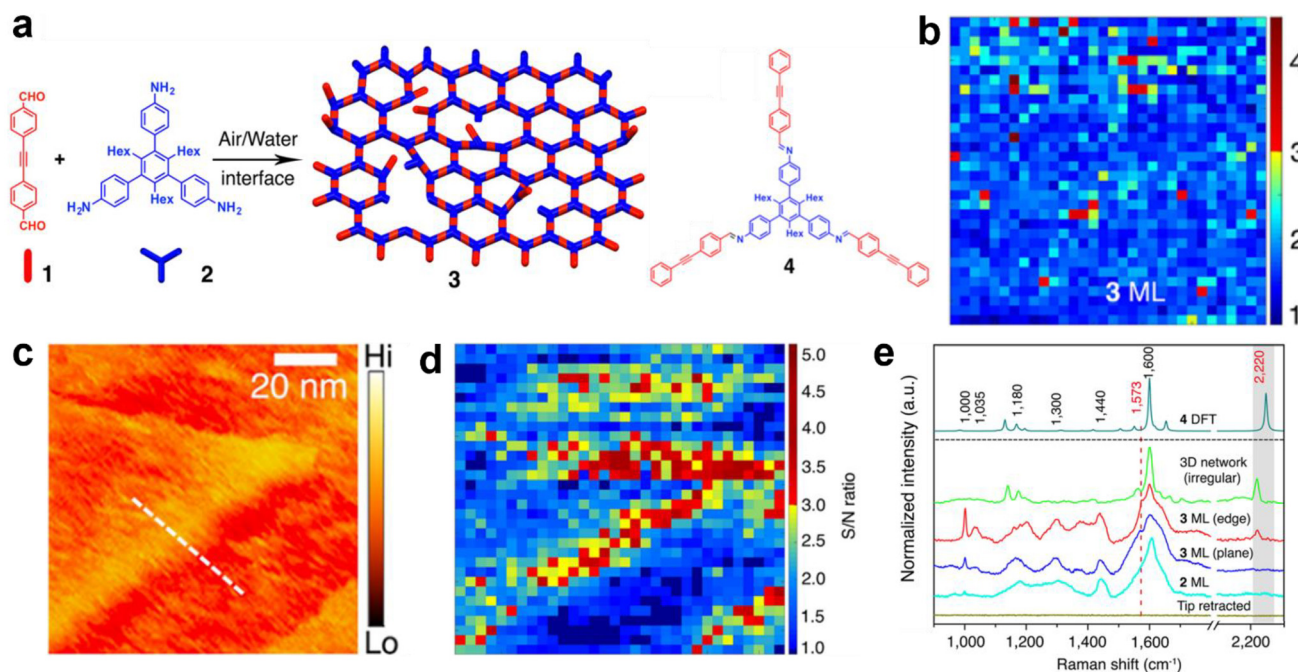 a
CHO
CHO
1
+
NH₂
Hex
Hex
Hex
H₂N
NH₂
2
Air/Water
interface
3
Hex
Hex
Hex
N
N
N
4
b
3 ML
4
3
2
1
c
20 nm
Hi
Lo
d
5.0
4.5
4.0
3.5
3.0
2.5
2.0
1.5
1.0
S/N ratio
e
Normalized intensity (a.u.)
1,000
1,035
1,180
1,300
1,440
1,573
1,600
2,220
4 DFT
3D network
(irregular)
3 ML (edge)
3 ML (plane)
2 ML
Tip retracted
1,000
1,200
1,400
1,600
2,200
Raman shift (cm⁻¹)